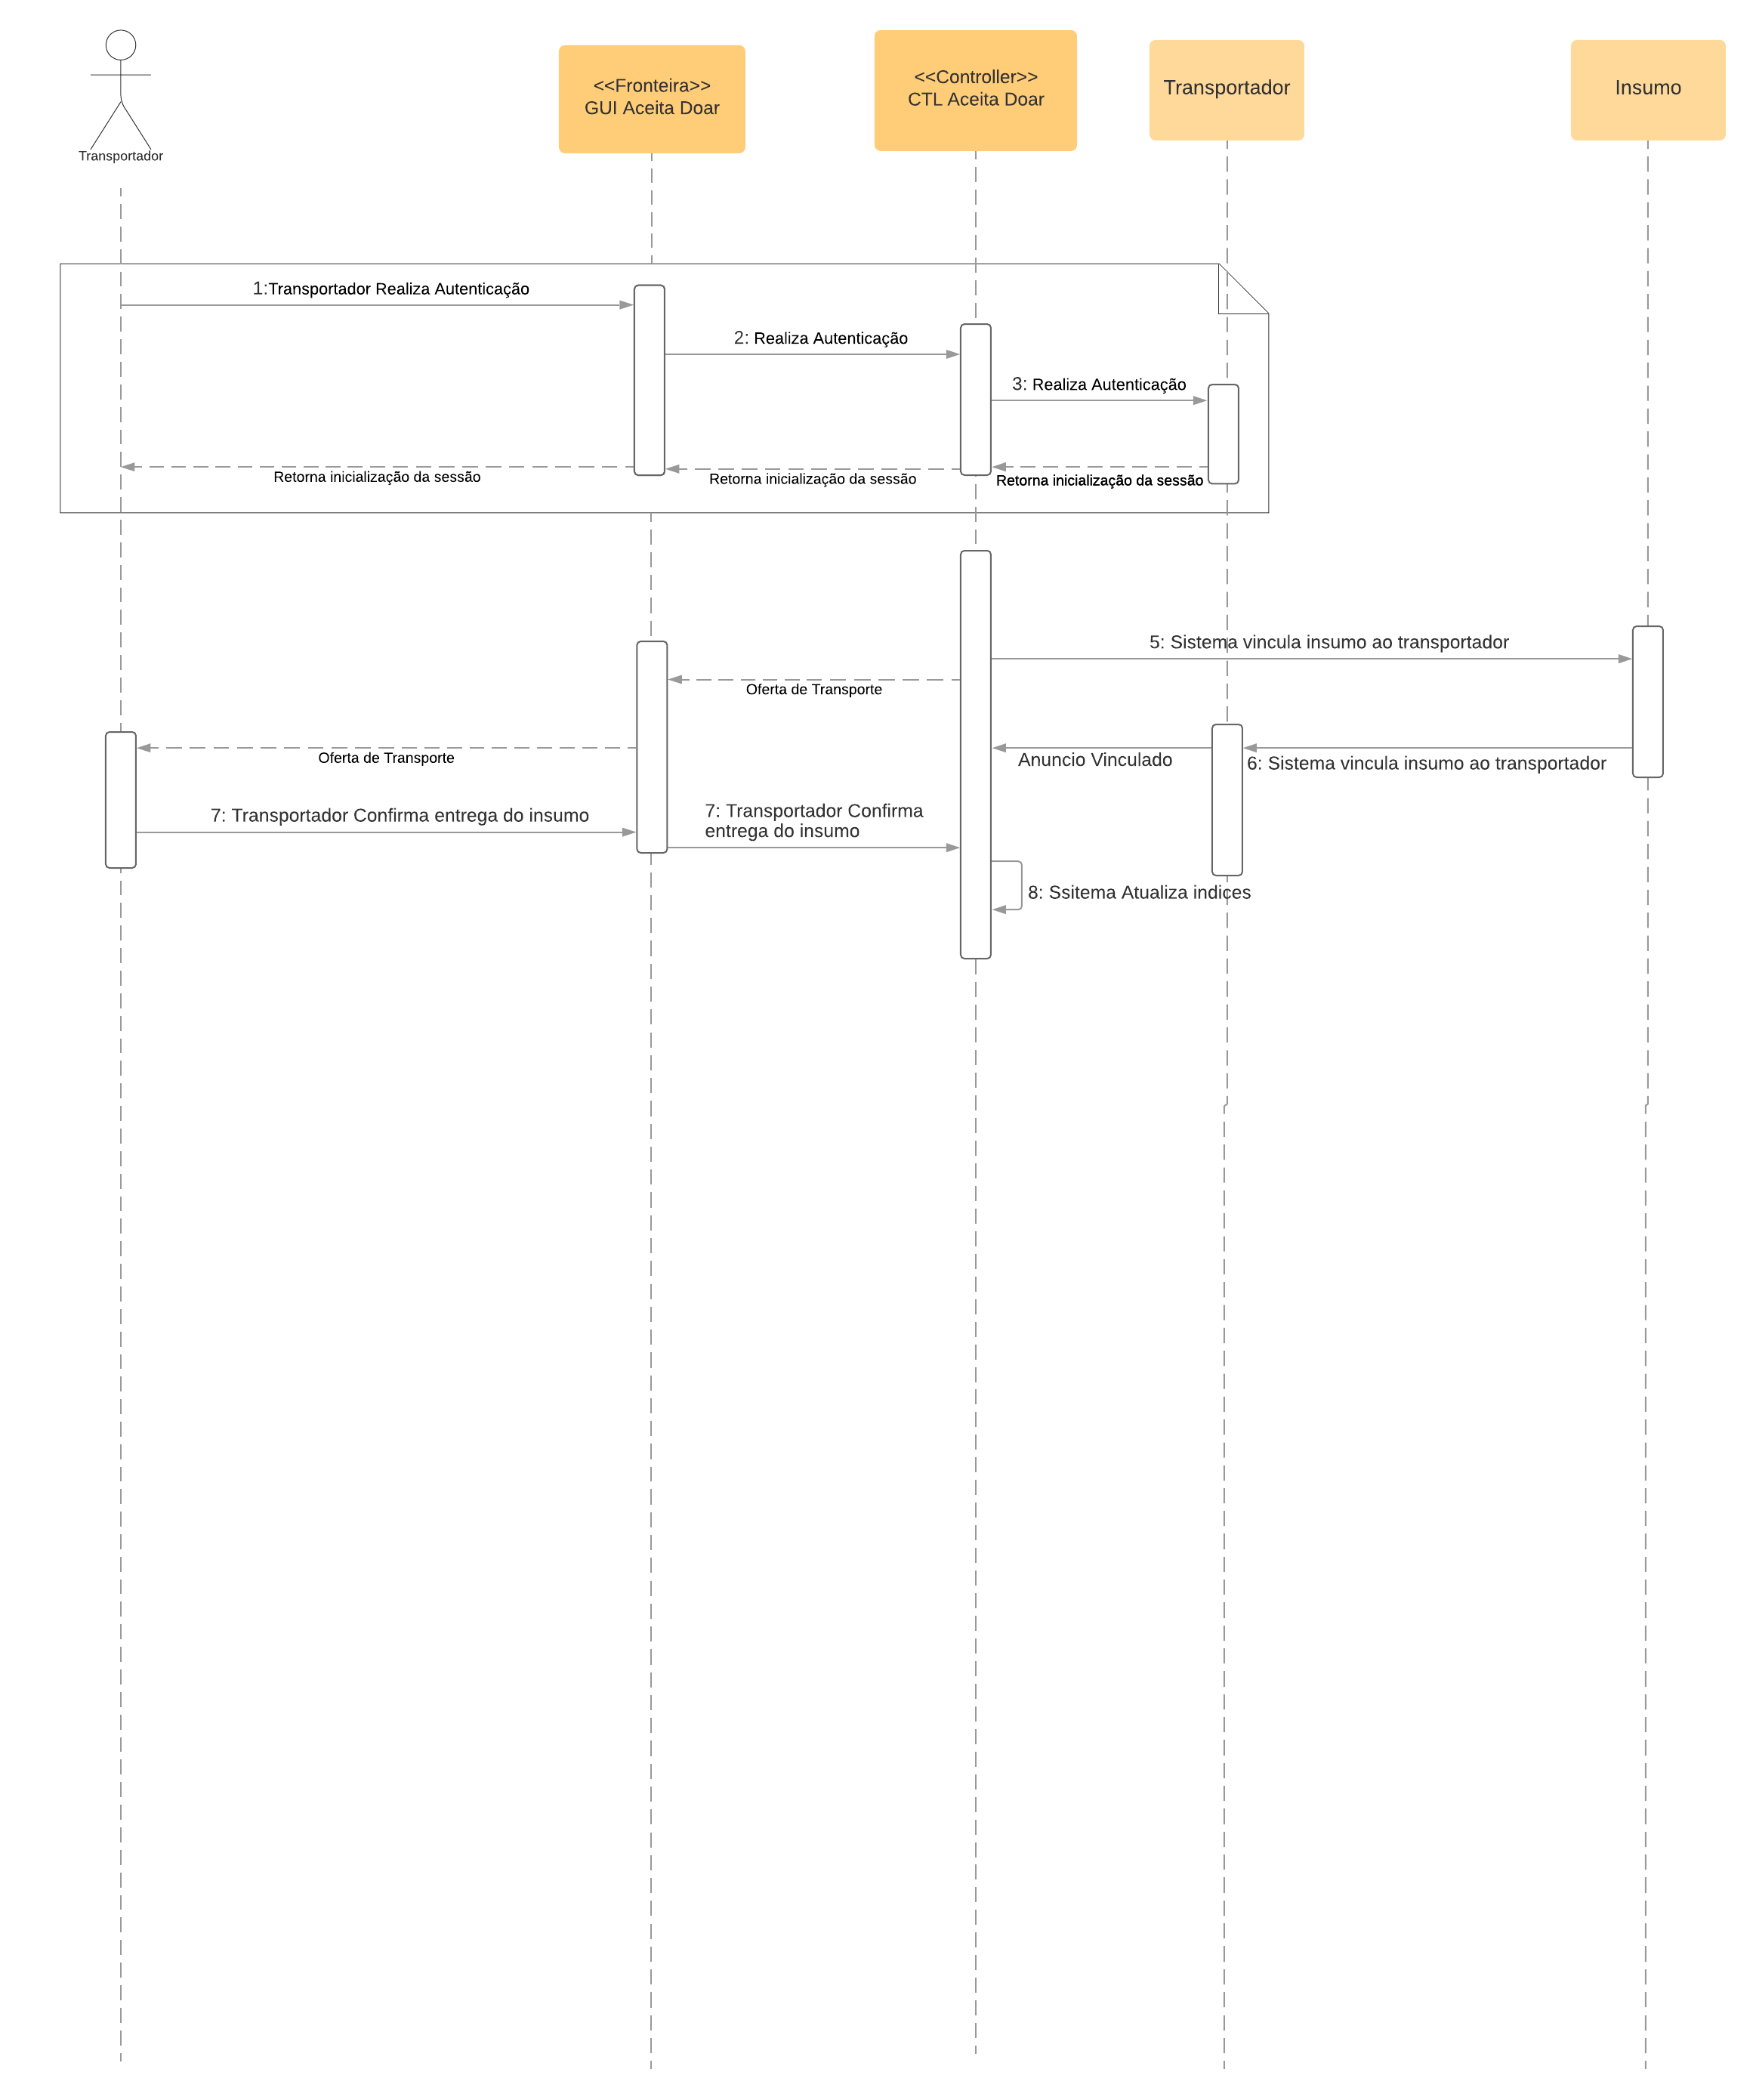 Transportador
<<Fronteira>>
GUI Aceita Doar
<<Controller>>
CTL Aceita Doar
Transportador
Insumo
1:Transportador Realiza Autenticação
2: Realiza Autenticação
3: Realiza Autenticação
Retorna inicialização da sessão
Retorna inicialização da sessão
Retorna inicialização da sessão
5: Sistema vincula insumo ao transportador
Oferta de Transporte
Oferta de Transporte
Anuncio Vinculado
6: Sistema vincula insumo ao transportador
7: Transportador Confirma entrega do insumo
7: Transportador Confirma
entrega do insumo
8: Ssitema Atualiza indices